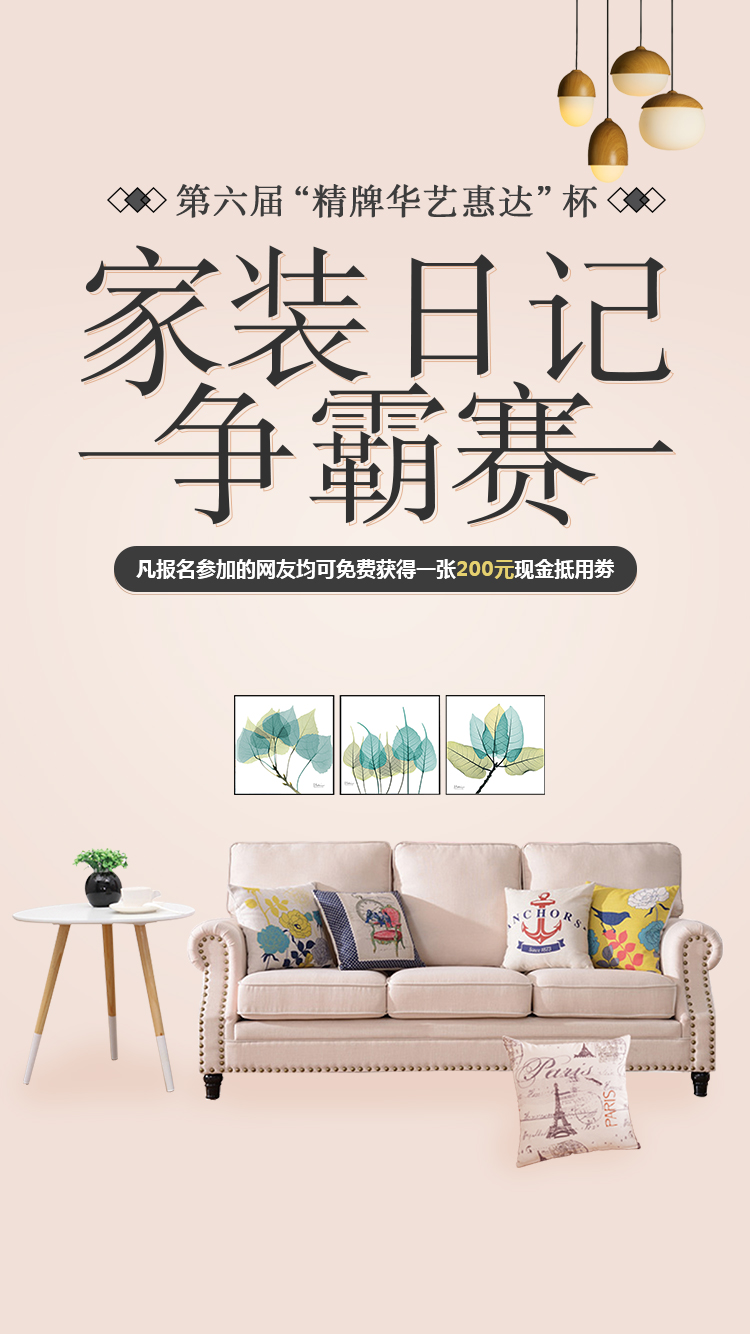 第六届“精牌华艺惠达”杯
家装日记
争霸赛
凡报名参加的网友均可免费获得一张200元现金抵用券
ANCHORS
Since 1873
Paris
PARIS